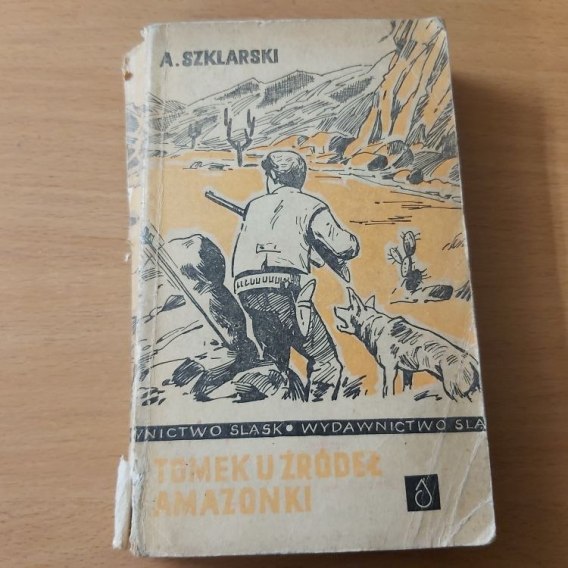 A. SZKLARSKI
WNICTWO ŚLĄSK • WYDAWNICTWO ŚLĄ
TOMEK U ŹRÓDEŁ
AMAZONKI